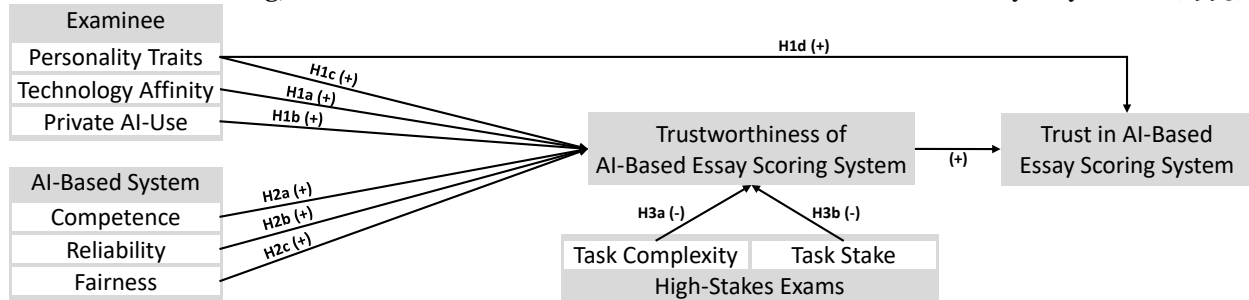 Examinee
Personality Traits
Technology Affinity
Private AI-Use
H1c (+)
H1a (+)
H1b (+)
H1d (+)
AI-Based System
Competence
Reliability
Fairness
H2a (+)
H2b (+)
H2c (+)
Trustworthiness of
AI-Based Essay Scoring System
(+)
Trust in AI-Based
Essay Scoring System
H3a (-)
H3b (-)
Task Complexity
Task Stake
High-Stakes Exams